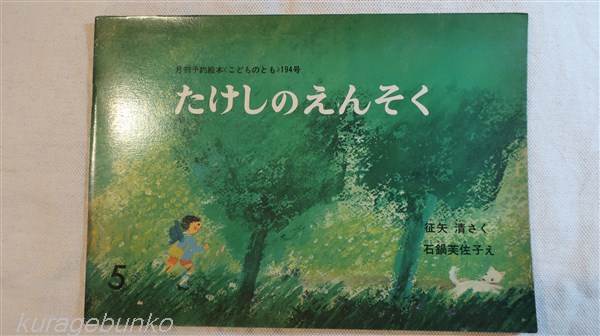 月刊予約絵本《こどものとも》194号
たけしのえんそく
征矢 清さく
石鍋芙佐子え
5
kuragebunko